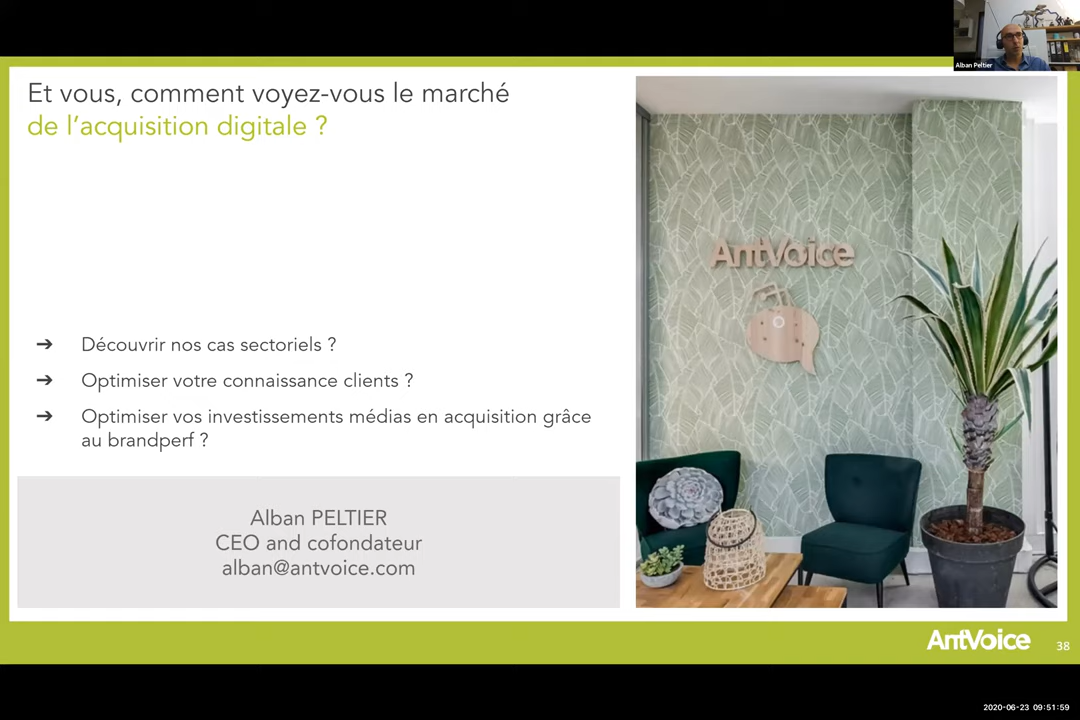 Alban Peltier
Et vous, comment voyez-vous le marché
de l’acquisition digitale ?
AntVoice
➔ Découvrir nos cas sectoriels ?
➔ Optimiser votre connaissance clients ?
➔ Optimiser vos investissements médias en acquisition grâce
au brandperf ?
Alban PELTIER
CEO and cofondateur
alban@antvoice.com
AntVoice
38
2020-06-23 09:51:59